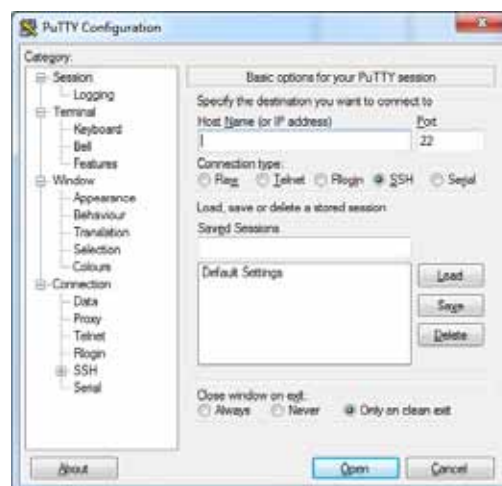 PuTTY Configuration
Category:
Session
Logging
Terminal
Keyboard
Bell
Features
Window
Appearance
Behaviour
Translation
Selection
Colours
Connection
Data
Proxy
Telnet
Rlogin
SSH
Serial
Basic options for your PuTTY session
Specify the destination you want to connect to
Host Name (or IP address) Port
22
Connection type:
Raw Telnet Rlogin SSH Serial
Load, save or delete a stored session
Saved Sessions
Default Settings
Load
Save
Delete
Close window on exit:
Always Never Only on clean exit
About Open Cancel